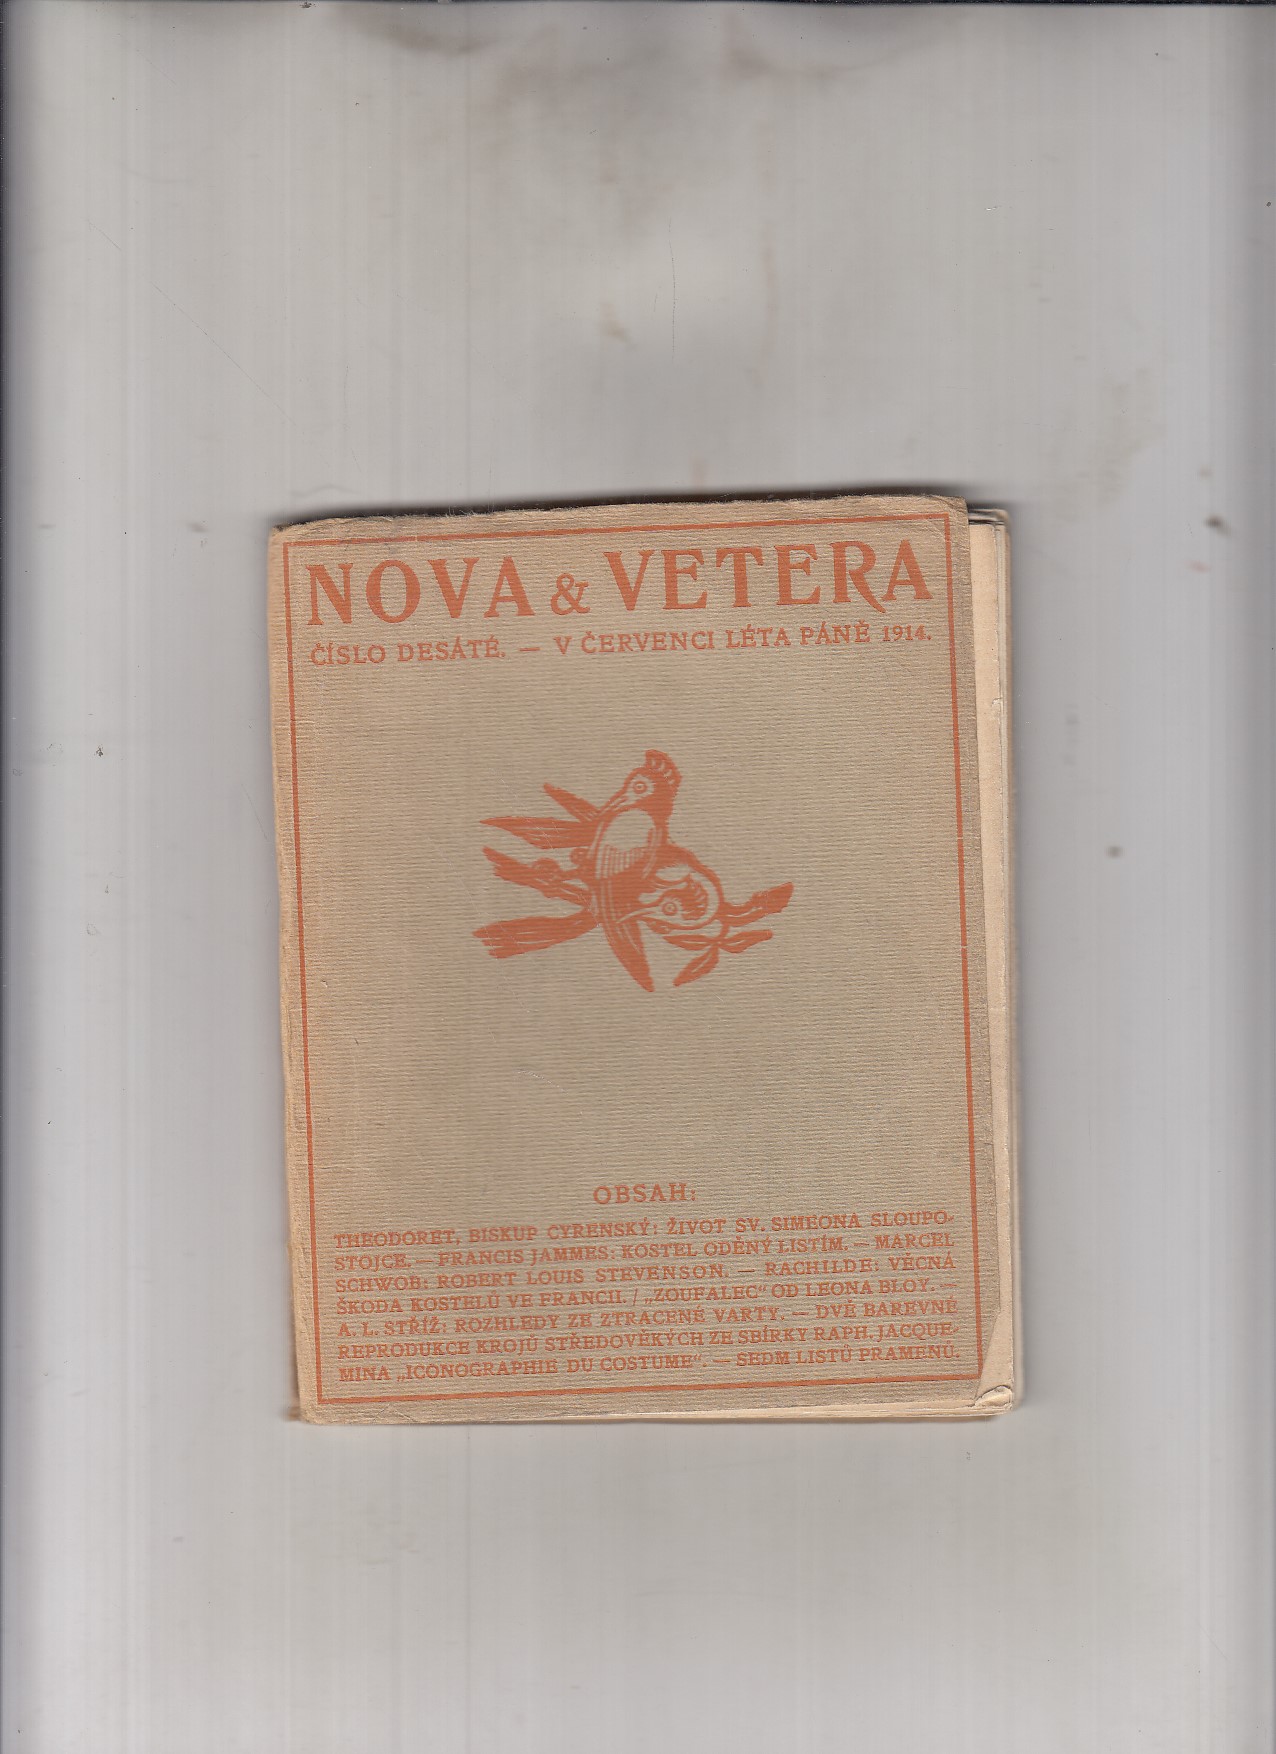 NOVA & VETERA
ČÍSLO DESÁTÉ. — V ČERVENCI LÉTA PÁNĚ 1914.
OBSAH:
THEODORET, BISKUP CYRENSKÝ: ŽIVOT SV. SIMEONA SLOUPO-
STOJCE. — FRANCIS JAMMES: KOSTEL ODĚNÝ LISTÍM. — MARCEL
SCHWOB: ROBERT LOUIS STEVENSON. — RACHILDE: VĚCNÁ
ŠKODA KOSTELŮ VE FRANCII. / „ZOUFALEC“ OD LEONA BLOY. —
A. L. STŘÍŽ: ROZHLEDY ZE ZTRACENÉ VARTY. — DVĚ BAREVNÉ
REPRODUKCE KROJŮ STŘEDOVĚKÝCH ZE SBÍRKY RAPH. JACQUE-
MINA „ICONOGRAPHIE DU COSTUME“. — SEDM LISTŮ PRAMENŮ.